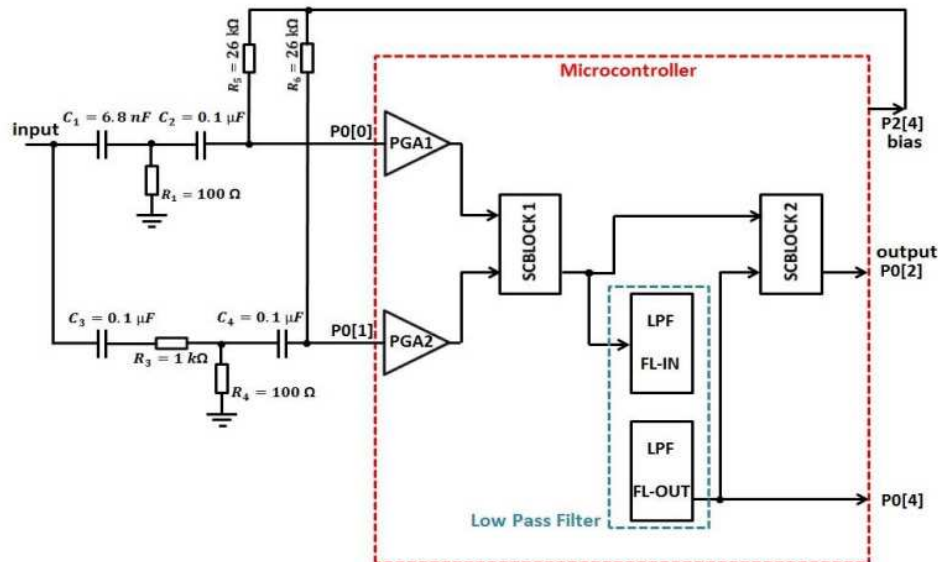 R₅ = 26 kΩ
R₆ = 26 kΩ
Microcontroller
C₁ = 6.8 nF
C₂ = 0.1 μF
input
P0[0]
PGA1
P2[4]
bias
R₁ = 100 Ω
SCBLOCK 1
SCBLOCK 2
output
P0[2]
C₃ = 0.1 μF
C₄ = 0.1 μF
P0[1]
PGA2
LPF
FL-IN
R₃ = 1 kΩ
R₄ = 100 Ω
LPF
FL-OUT
P0[4]
Low Pass Filter